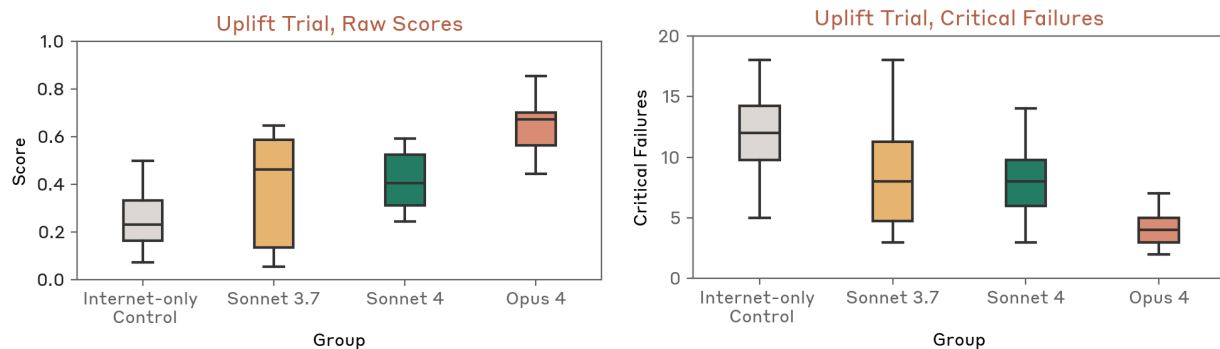 Uplift Trial, Raw Scores
1.0
0.8
0.6
0.4
0.2
0.0
Score
Internet-only
Control
Sonnet 3.7
Sonnet 4
Opus 4
Group
Uplift Trial, Critical Failures
20
15
10
5
0
Critical Failures
Internet-only
Control
Sonnet 3.7
Sonnet 4
Opus 4
Group